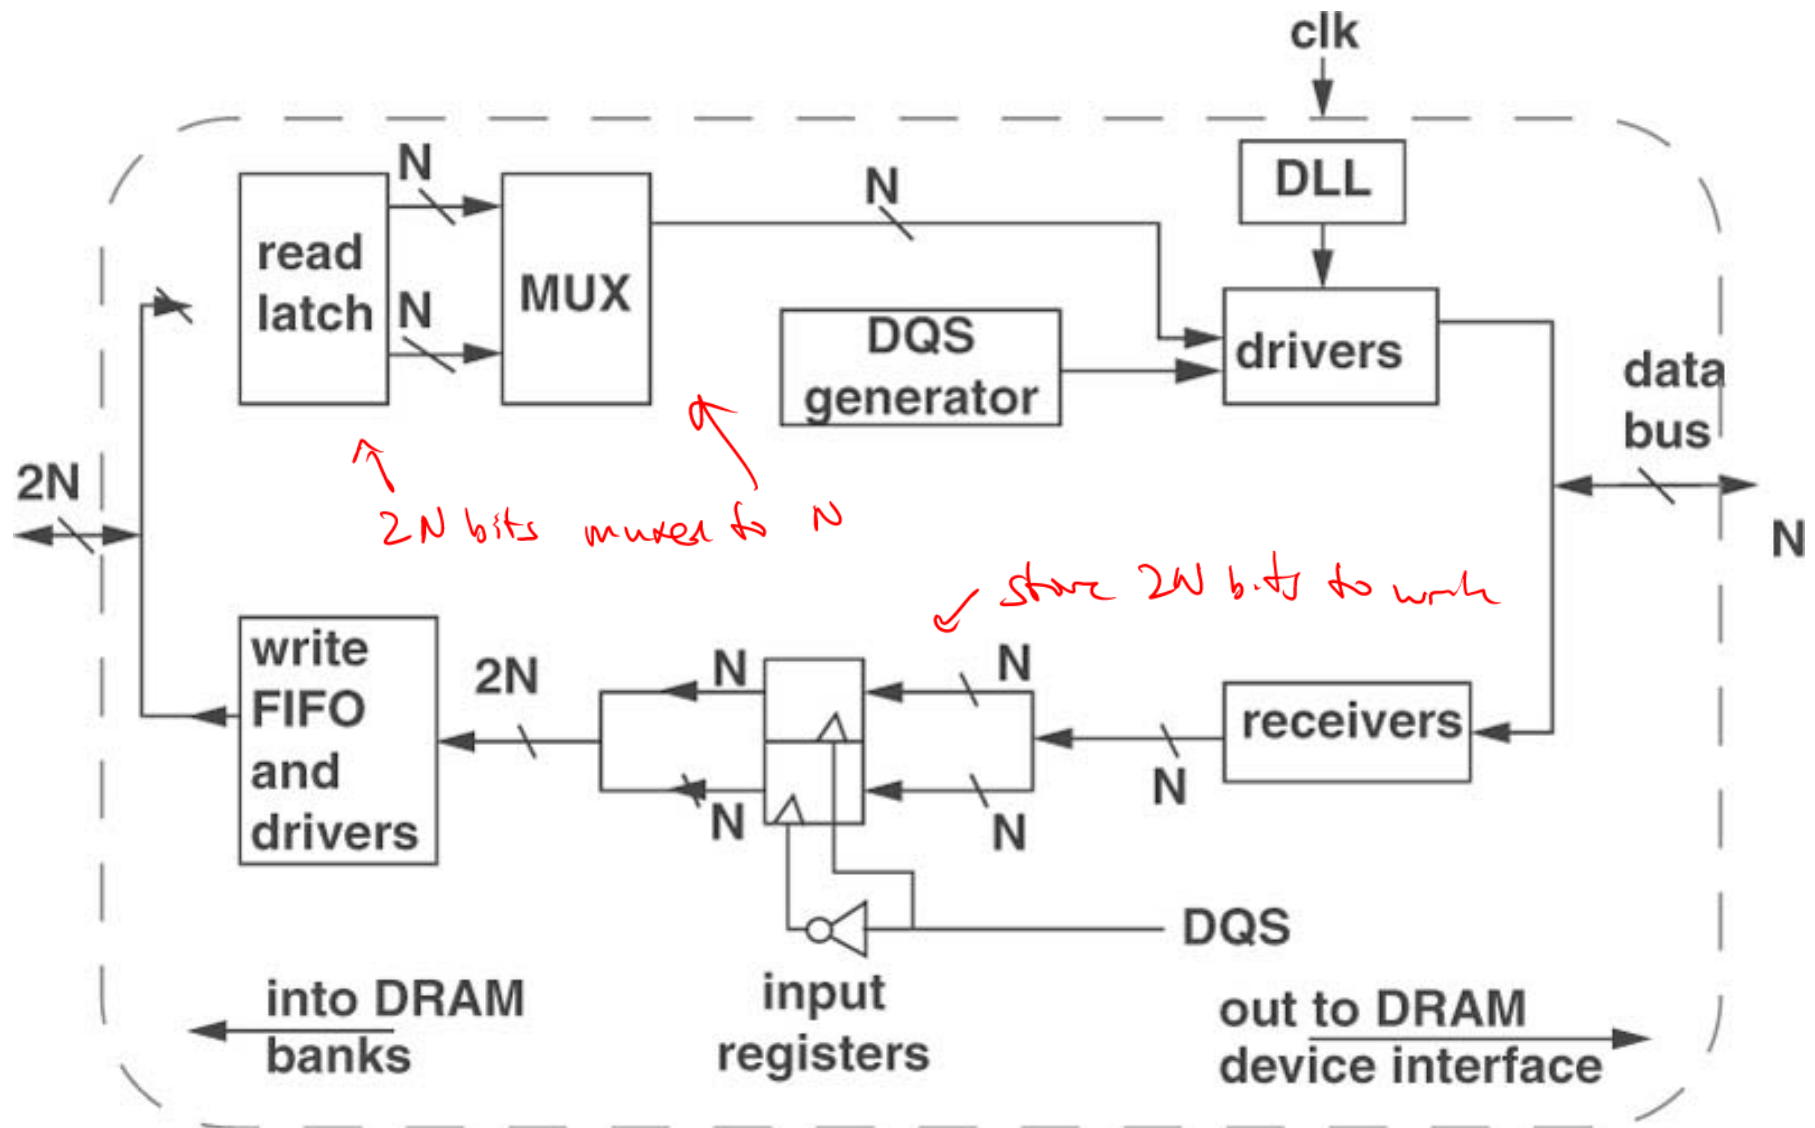 clk
DLL
N
N
read
latch
N
MUX
DQS
generator
drivers
data
bus
2N
N
2N bits muxed to N
store 2N bits to write
write
FIFO
and
drivers
2N
N
N
N
N
N
receivers
DQS
input
registers
into DRAM
banks
out to DRAM
device interface